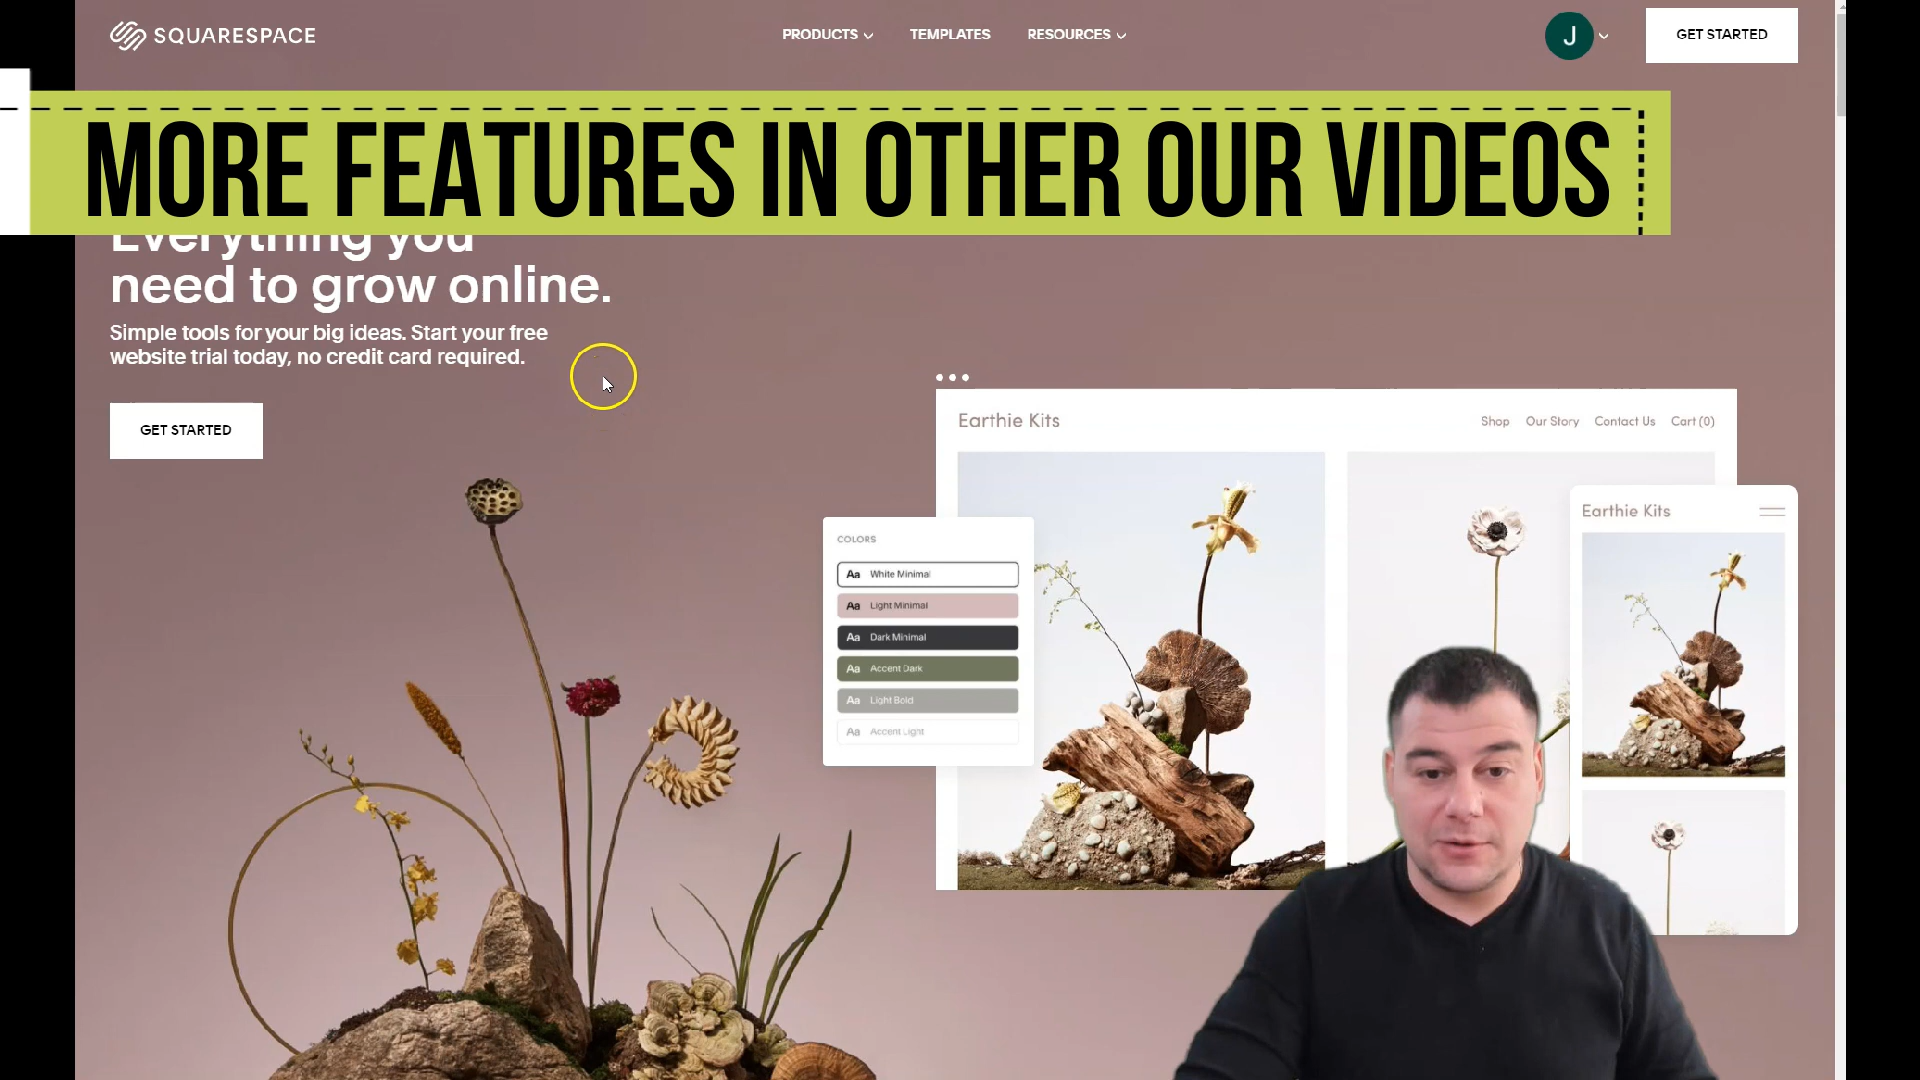 SQUARESPACE
PRODUCTS
TEMPLATES
RESOURCES
J
GET STARTED
MORE FEATURES IN OTHER OUR VIDEOS
Everything you
need to grow online.
Simple tools for your big ideas. Start your free
website trial today, no credit card required.
GET STARTED
Earthie Kits
Shop
Our Story
Contact Us
Cart (0)
COLORS
Aa White Minimal
Aa Light Minimal
Aa Dark Minimal
Aa Accent Dark
Aa Light Bold
Aa Accent Light
Earthie Kits